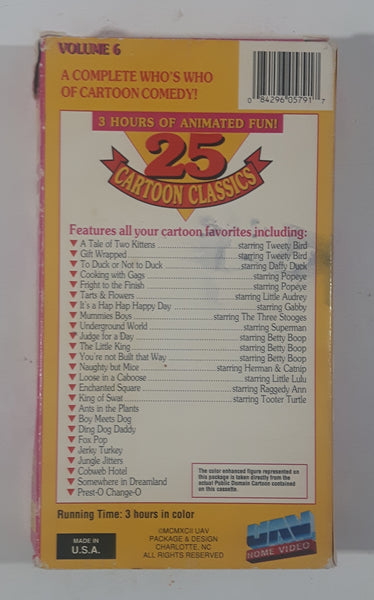 VOLUME 6
A COMPLETE WHO'S WHO
OF CARTOON COMEDY!
0 84296 05791 7
3 HOURS OF ANIMATED FUN!
25
CARTOON CLASSICS
Features all your cartoon favorites including:
A Tale of Two Kittens starring Tweety Bird
Gift Wrapped starring Tweety Bird
To Duck or Not to Duck starring Daffy Duck
Cooking with Gags starring Popeye
Fright to the Finish starring Popeye
Tarts & Flowers starring Little Audrey
It's a Hap Hap Happy Day starring Gabby
Mummies Boys starring The Three Stooges
Underground World starring Superman
Judge for a Day starring Betty Boop
The Little King starring Betty Boop
You're not Built that Way starring Betty Boop
Naughty but Mice starring Herman & Catnip
Loose in a Caboose starring Little Lulu
Enchanted Square starring Raggedy Ann
King of Swat starring Tooter Turtle
Ants in the Plants
Boy Meets Dog
Ding Dog Daddy
Fox Pop
Jerky Turkey
Jungle Jitters
Cobweb Hotel
Somewhere in Dreamland
Prest-O Change-O
The color enhanced figure represented on
this package is taken directly from the
actual Public Domain Cartoon contained
on this cassette.
Running Time: 3 hours in color
MADE IN
U.S.A.
©MCMXCII UAV
PACKAGE & DESIGN
CHARLOTTE, NC
ALL RIGHTS RESERVED
UAV
HOME VIDEO